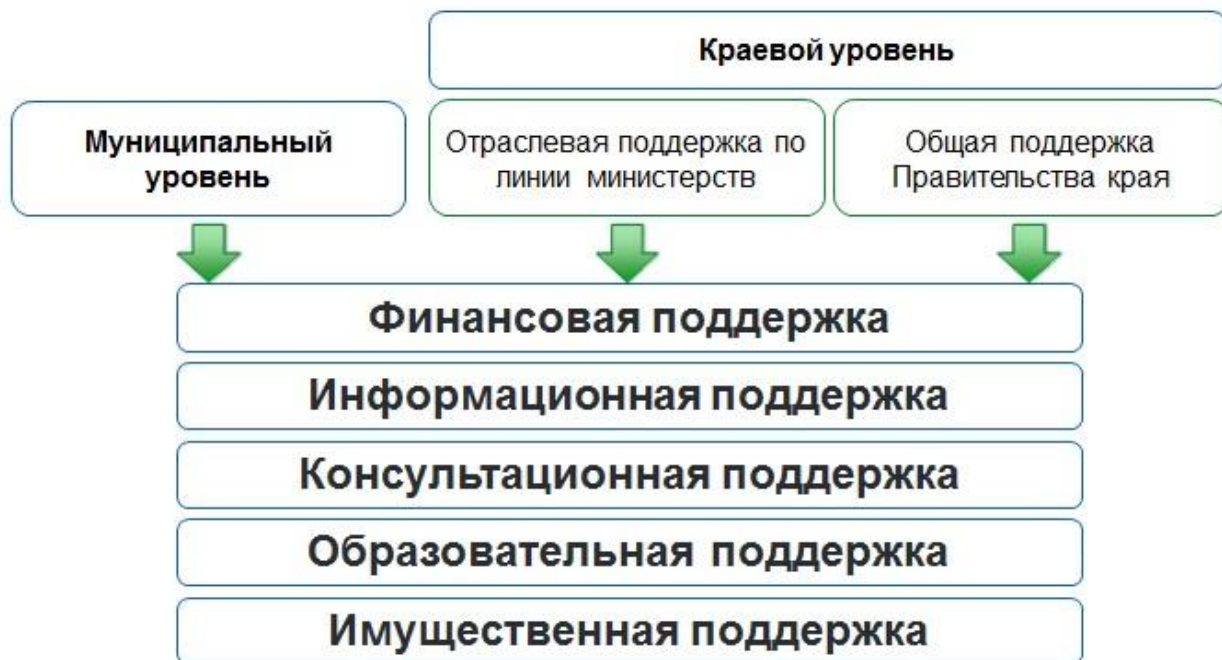 Краевой уровень
Муниципальный
уровень
Отраслевая поддержка по
линии министерств
Общая поддержка
Правительства края
Финансовая поддержка
Информационная поддержка
Консультационная поддержка
Образовательная поддержка
Имущественная поддержка